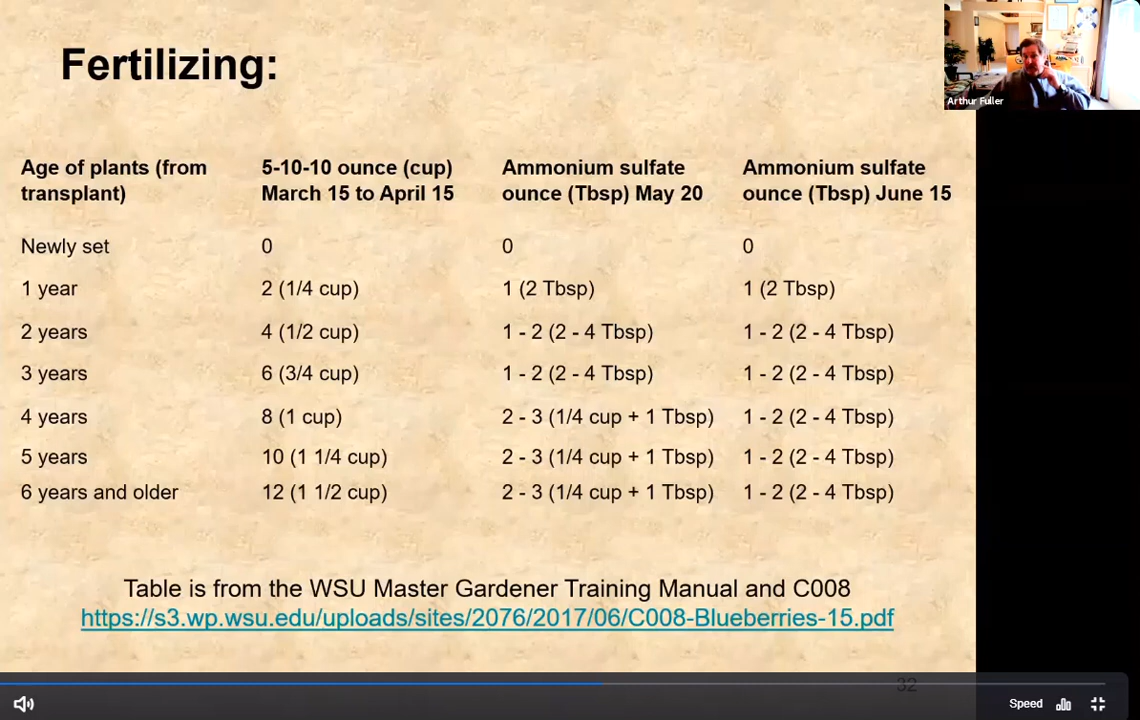 Fertilizing:
Arthur Fuller
Age of plants (from transplant)
5-10-10 ounce (cup) March 15 to April 15
Ammonium sulfate ounce (Tbsp) May 20
Ammonium sulfate ounce (Tbsp) June 15
Newly set 0 0 0
1 year 2 (1/4 cup) 1 (2 Tbsp) 1 (2 Tbsp)
2 years 4 (1/2 cup) 1 - 2 (2 - 4 Tbsp) 1 - 2 (2 - 4 Tbsp)
3 years 6 (3/4 cup) 1 - 2 (2 - 4 Tbsp) 1 - 2 (2 - 4 Tbsp)
4 years 8 (1 cup) 2 - 3 (1/4 cup + 1 Tbsp) 1 - 2 (2 - 4 Tbsp)
5 years 10 (1 1/4 cup) 2 - 3 (1/4 cup + 1 Tbsp) 1 - 2 (2 - 4 Tbsp)
6 years and older 12 (1 1/2 cup) 2 - 3 (1/4 cup + 1 Tbsp) 1 - 2 (2 - 4 Tbsp)
Table is from the WSU Master Gardener Training Manual and C008
https://s3.wp.wsu.edu/uploads/sites/2076/2017/06/C008-Blueberries-15.pdf
32
Speed